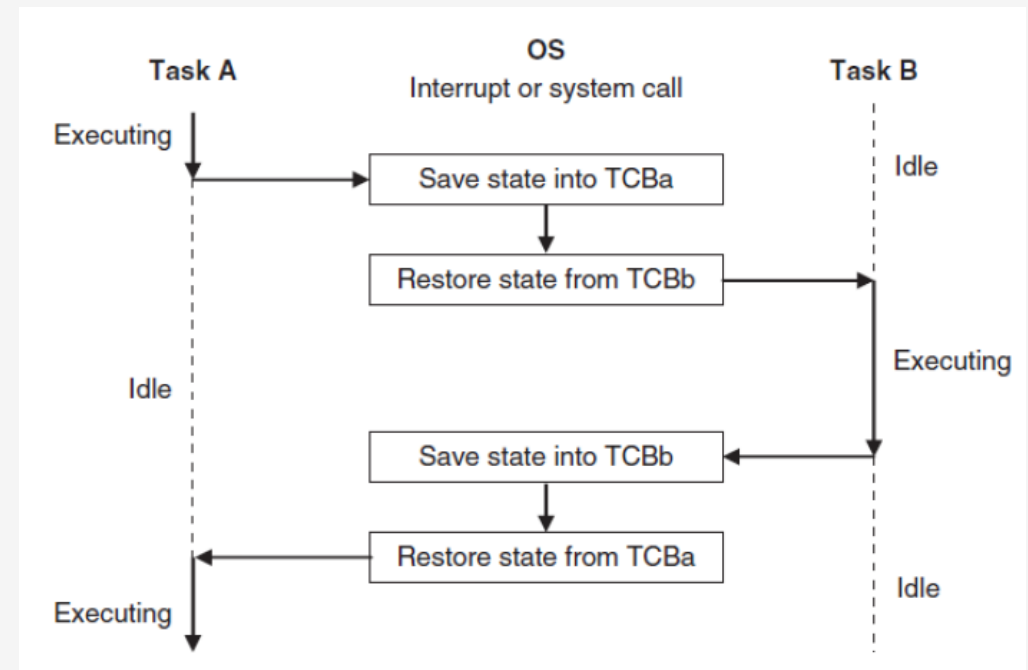 OS
Task A
Task B
Interrupt or system call
Executing
Idle
Save state into TCBa
Restore state from TCBb
Executing
Idle
Save state into TCBb
Restore state from TCBa
Idle
Executing